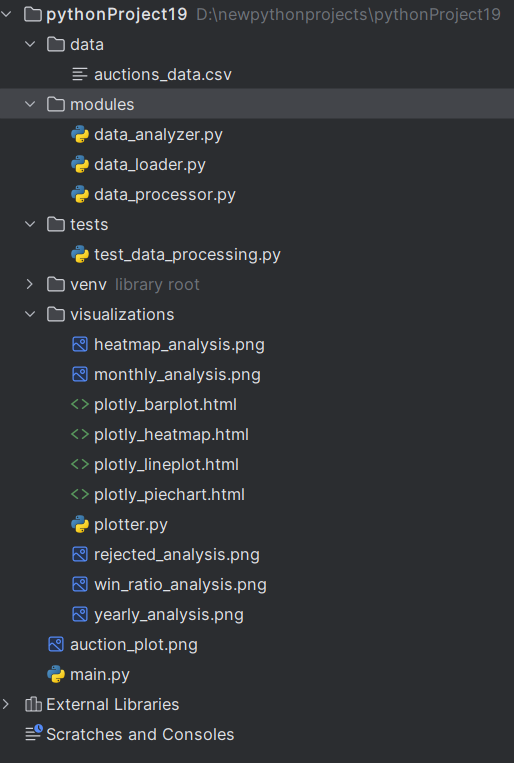 pythonProject19 D:\newpythonprojects\pythonProject19
data
auctions_data.csv
modules
data_analyzer.py
data_loader.py
data_processor.py
tests
test_data_processing.py
venv library root
visualizations
heatmap_analysis.png
monthly_analysis.png
plotly_barplot.html
plotly_heatmap.html
plotly_lineplot.html
plotly_piechart.html
plotter.py
rejected_analysis.png
win_ratio_analysis.png
yearly_analysis.png
auction_plot.png
main.py
External Libraries
Scratches and Consoles